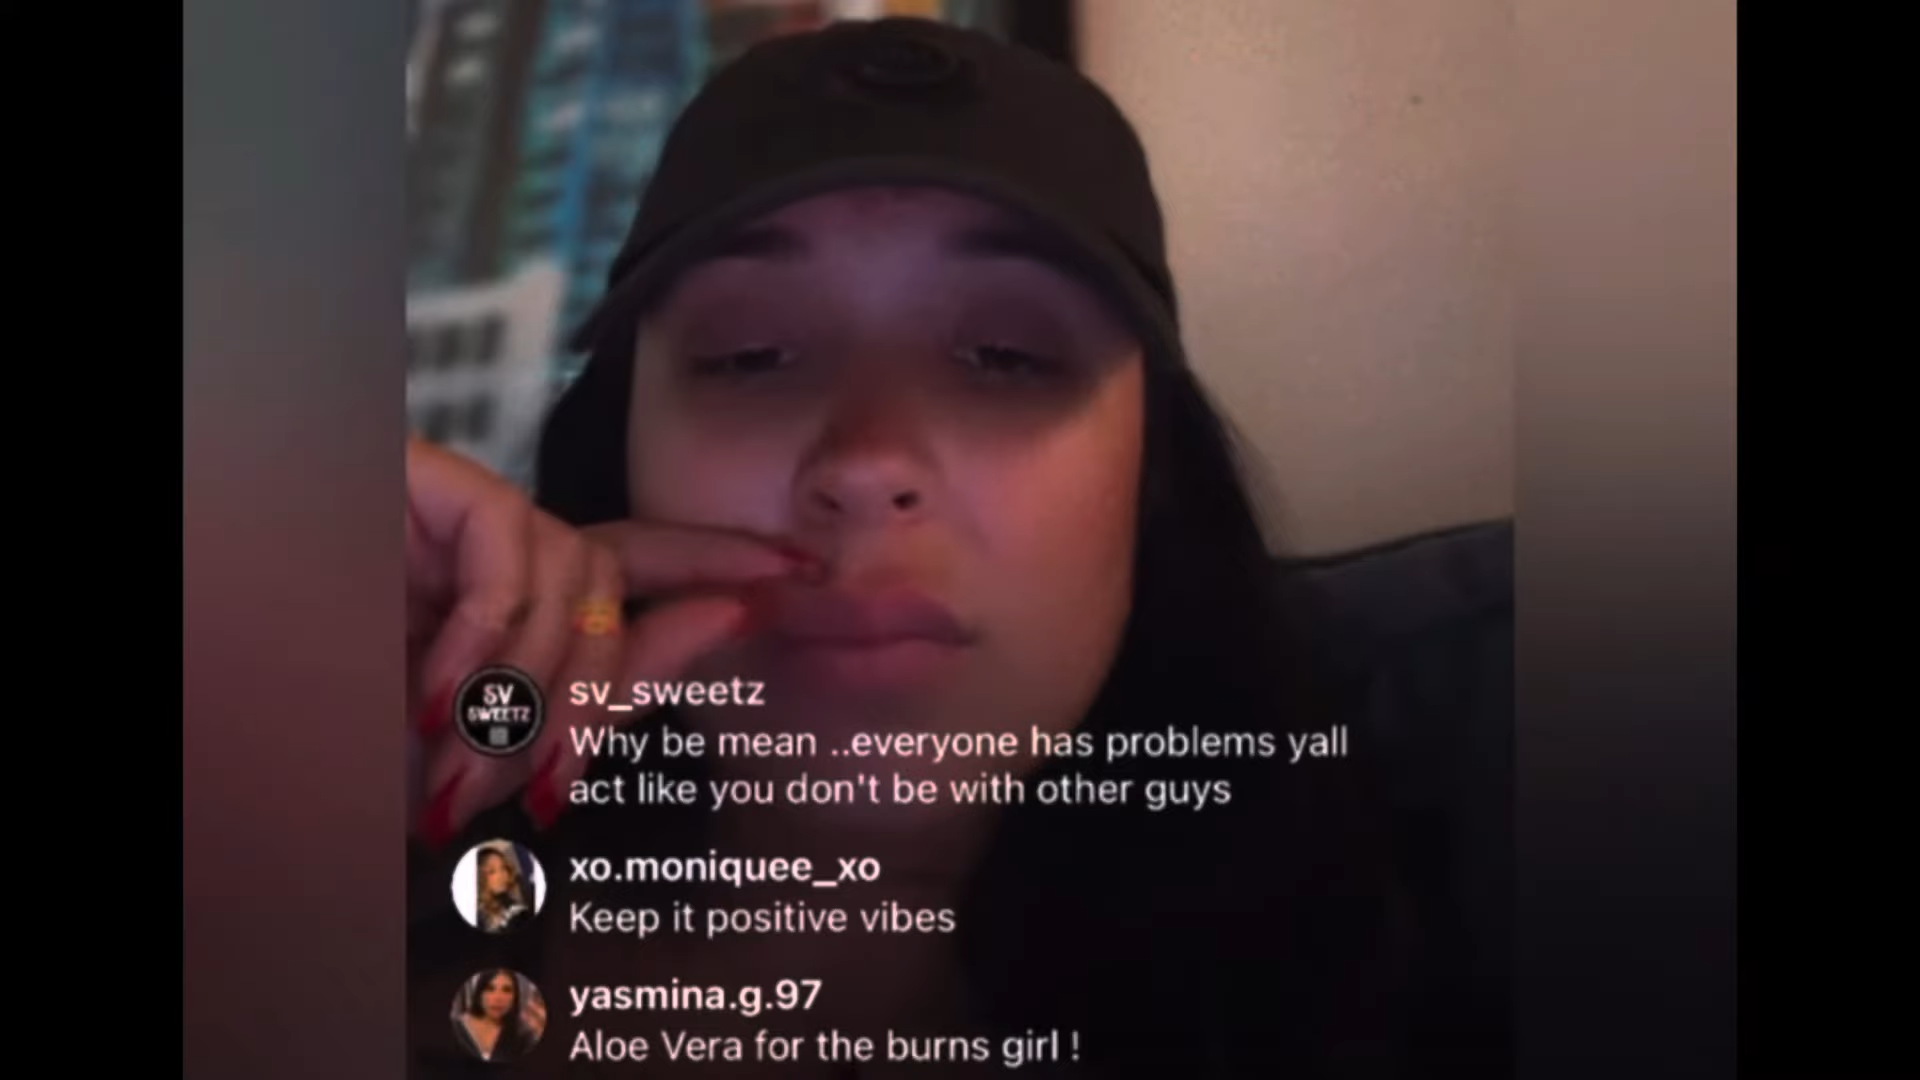 SV
SWEETZ
sv_sweetz
Why be mean ..everyone has problems yall
act like you don't be with other guys
xo.moniquee_xo
Keep it positive vibes
yasmina.g.97
Aloe Vera for the burns girl !